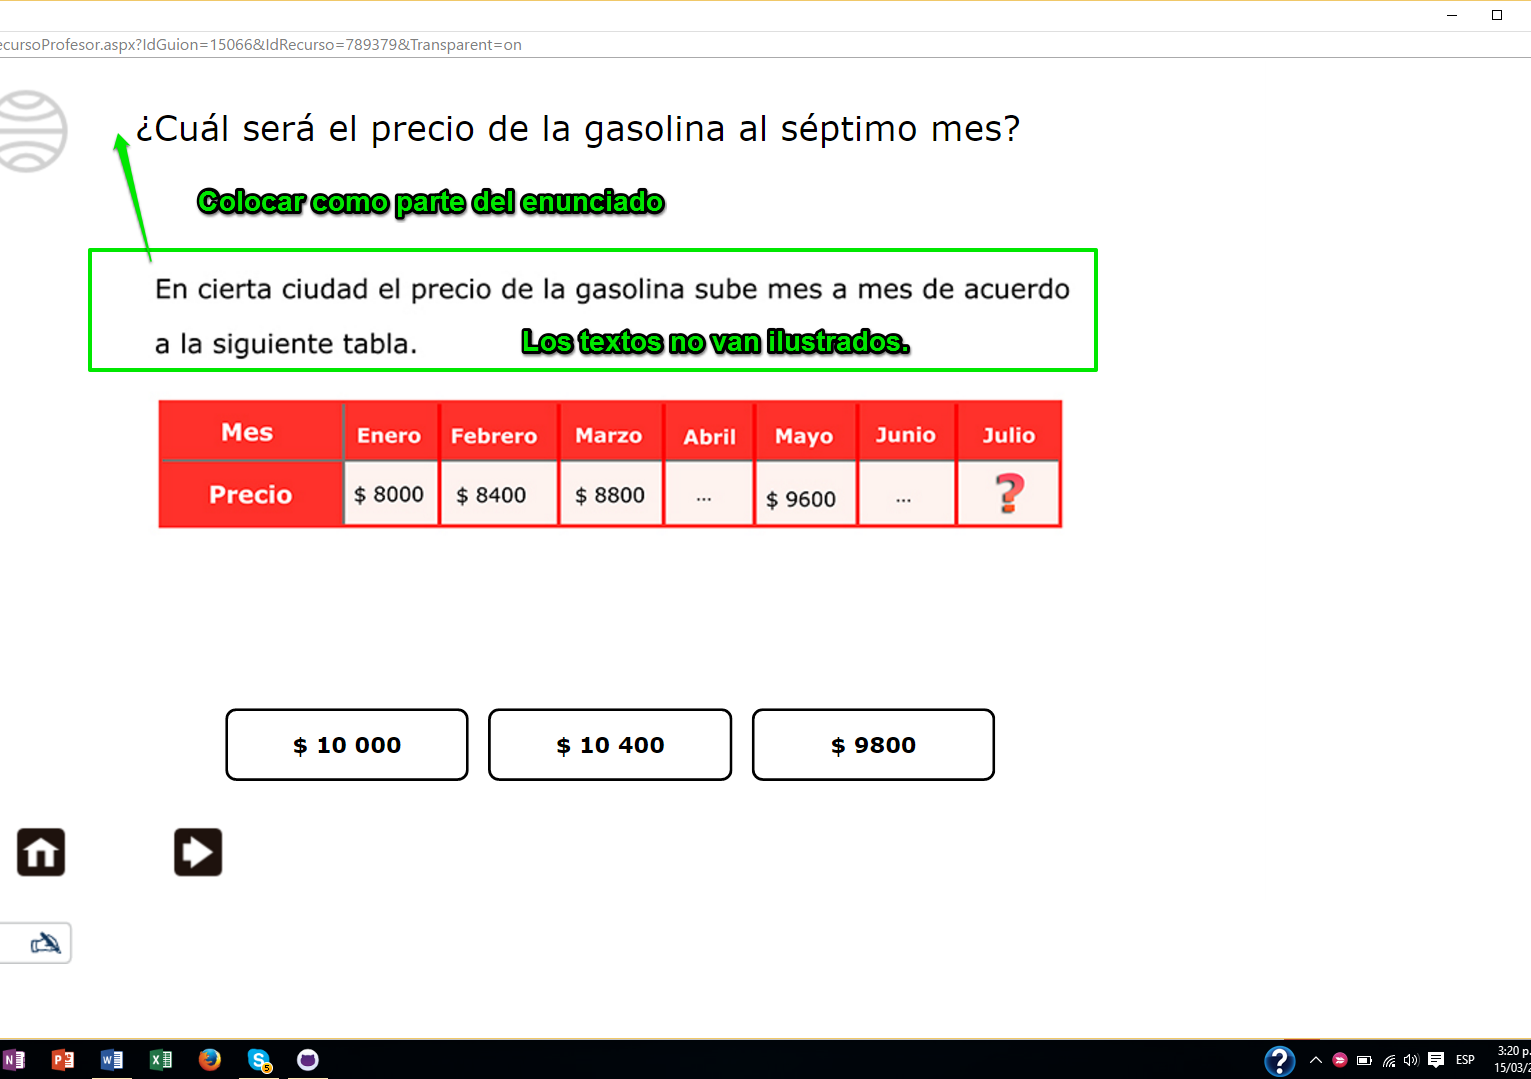 ecursoProfesor.aspx?IdGuion=15066&IdRecurso=789379&Transparent=on
¿Cuál será el precio de la gasolina al séptimo mes?
Colocar como parte del enunciado
En cierta ciudad el precio de la gasolina sube mes a mes de acuerdo
a la siguiente tabla.
Los textos no van ilustrados.
Mes Enero Febrero Marzo Abril Mayo Junio Julio
Precio $ 8000 $ 8400 $ 8800 ... $ 9600 ... ?
$ 10 000 $ 10 400 $ 9800
N P W X S 5 ? ESP
3:20 p.
15/03/2